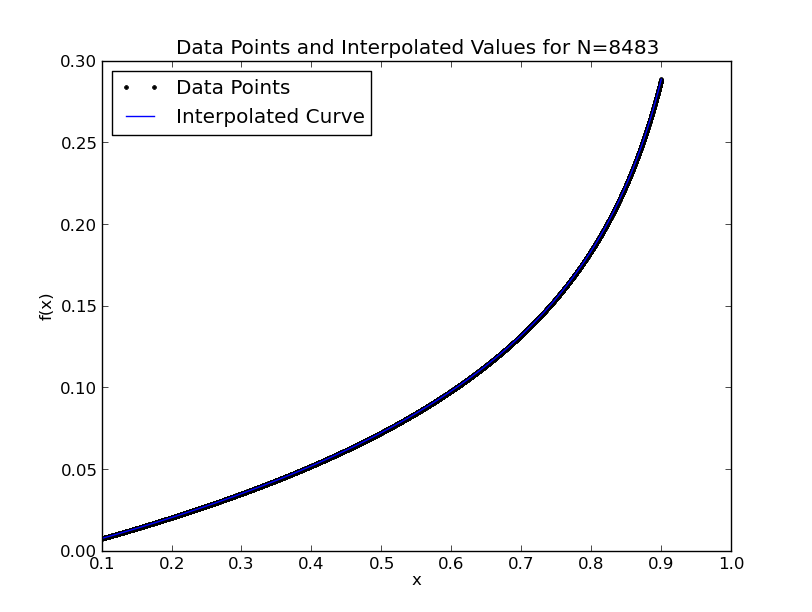 Data Points and Interpolated Values for N=8483
0.30
0.25
0.20
0.15
0.10
0.05
0.00
f(x)
Data Points
Interpolated Curve
0.1 0.2 0.3 0.4 0.5 0.6 0.7 0.8 0.9 1.0
x